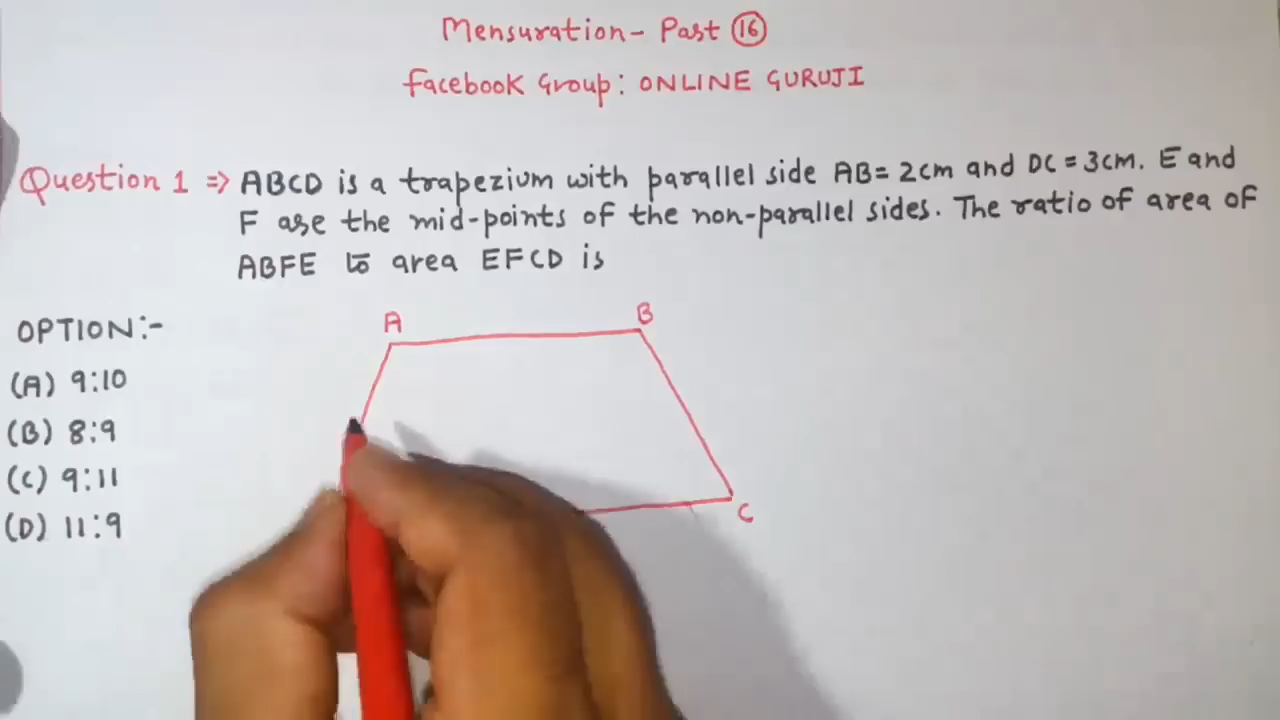 Mensuration- Part 16
Facebook Group: ONLINE GURUJI
Question 1 => ABCD is a trapezium with parallel side AB= 2cm and DC = 3cm. E and
F are the mid-points of the non-parallel sides. The ratio of area of
ABFE to area EFCD is
OPTION:-
(A) 9:10
(B) 8:9
(C) 9:11
(D) 11:9
A
B
C